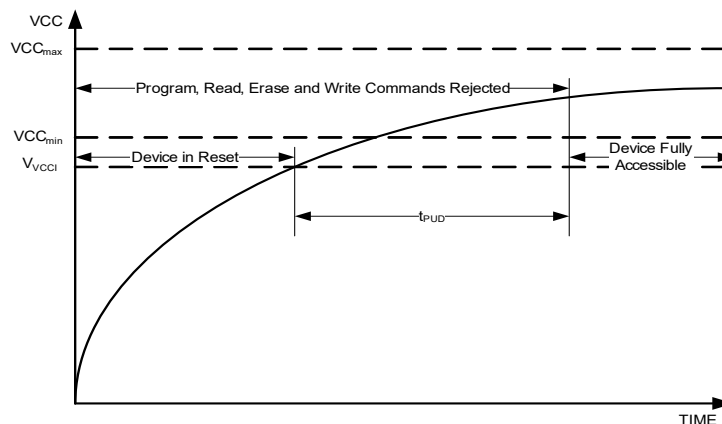 VCC
VCCmax
Program, Read, Erase and Write Commands Rejected
VCCmin
Device in Reset
Device Fully
Accessible
VVCCI
tPUD
TIME